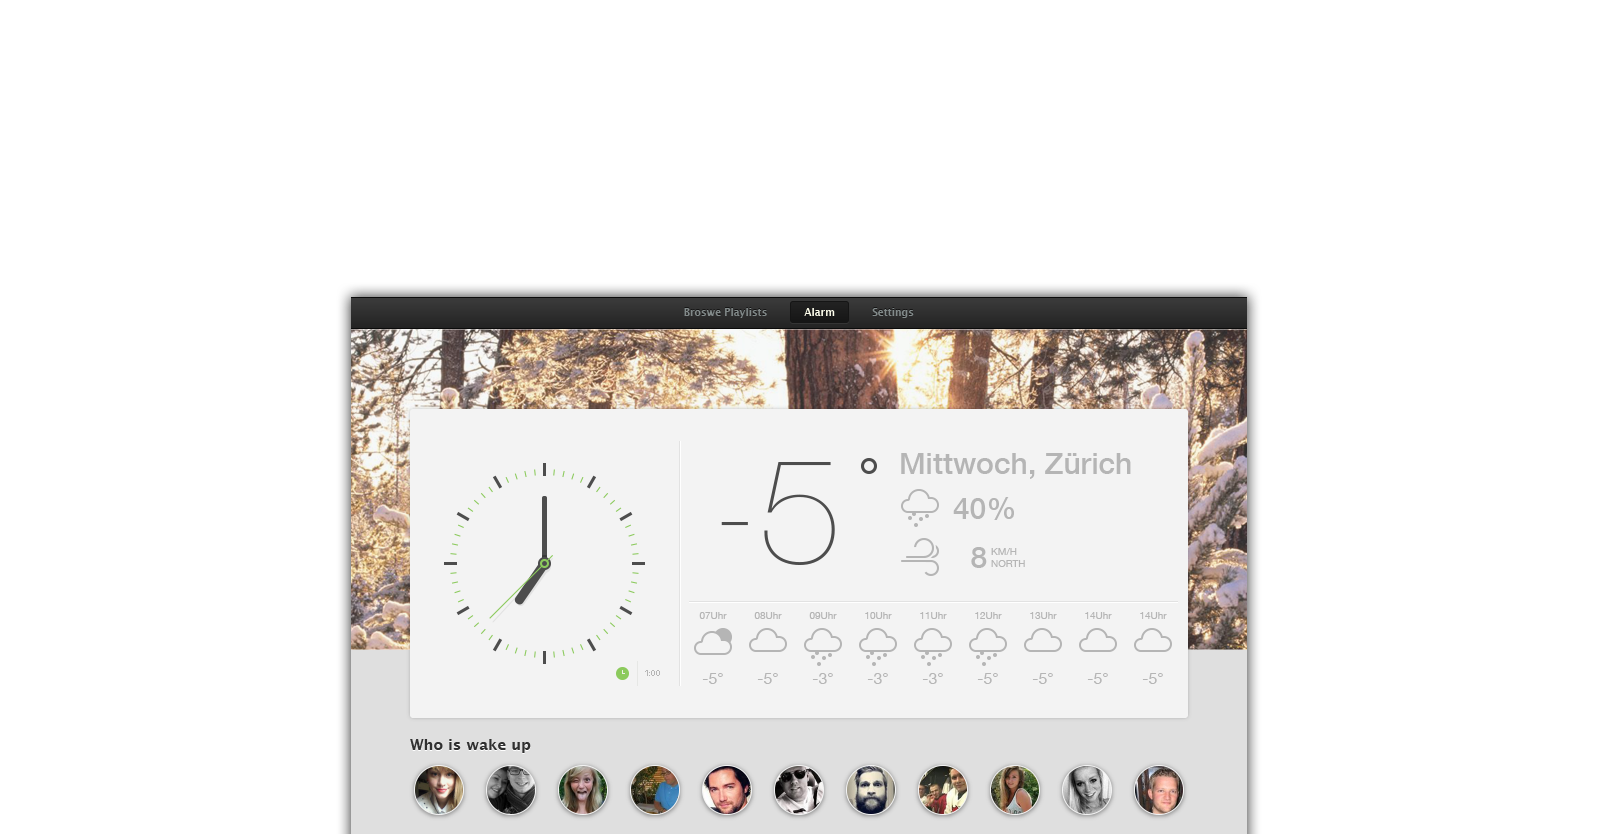 Broswe Playlists Alarm Settings
-5° Mittwoch, Zürich
40%
8 KM/H
NORTH
07Uhr 08Uhr 09Uhr 10Uhr 11Uhr 12Uhr 13Uhr 14Uhr 14Uhr
-5° -5° -3° -3° -3° -5° -5° -5° -5°
1:00
Who is wake up